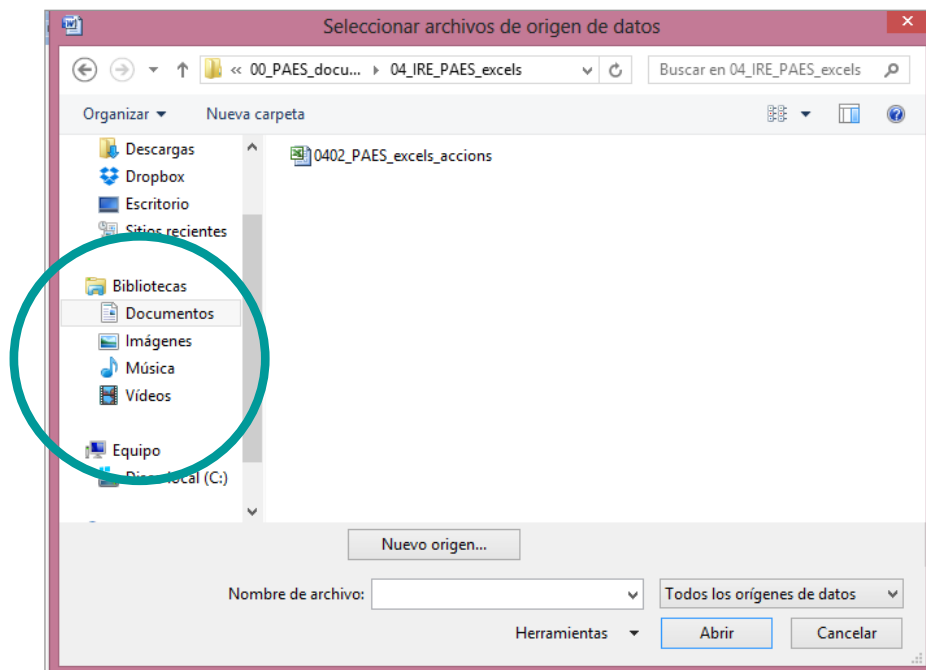 Seleccionar archivos de origen de datos
« 00_PAES_docu... 04_IRE_PAES_excels
Buscar en 04_IRE_PAES_excels
Organizar Nueva carpeta
Descargas
Dropbox
Escritorio
Sitios recientes
Bibliotecas
Documentos
Imágenes
Música
Vídeos
Equipo
Disco local (C:)
0402_PAES_excels_accions
Nuevo origen...
Nombre de archivo:
Todos los orígenes de datos
Herramientas
Abrir
Cancelar